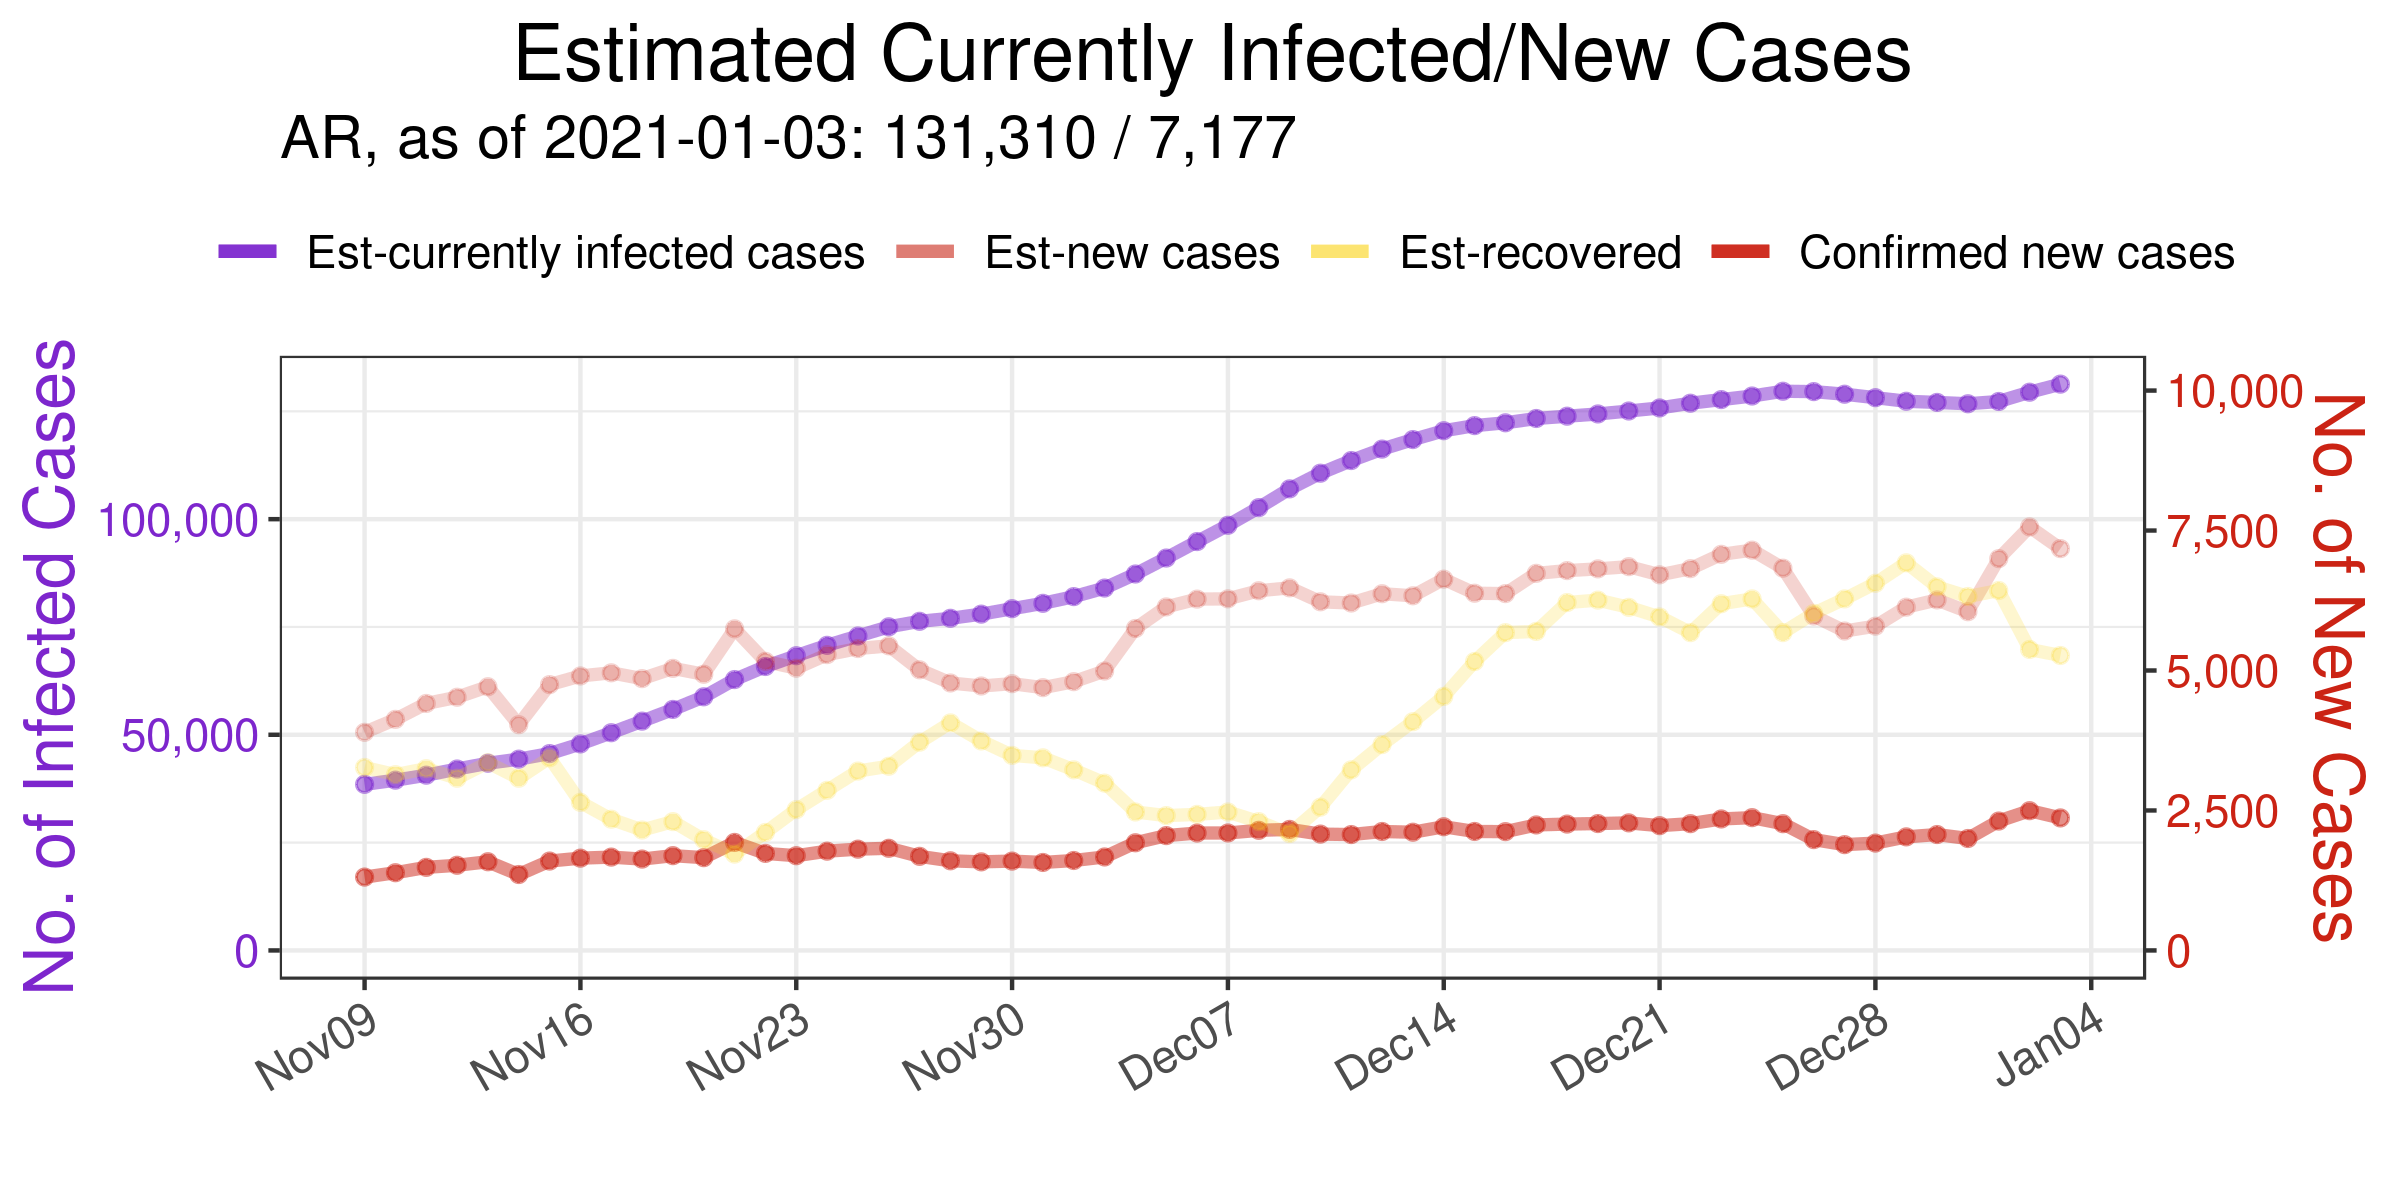 Estimated Currently Infected/New Cases
AR, as of 2021-01-03: 131,310 / 7,177
Est-currently infected cases Est-new cases Est-recovered Confirmed new cases
No. of Infected Cases
100,000
50,000
0
10,000
7,500
5,000
2,500
0
No. of New Cases
Nov09 Nov16 Nov23 Nov30 Dec07 Dec14 Dec21 Dec28 Jan04